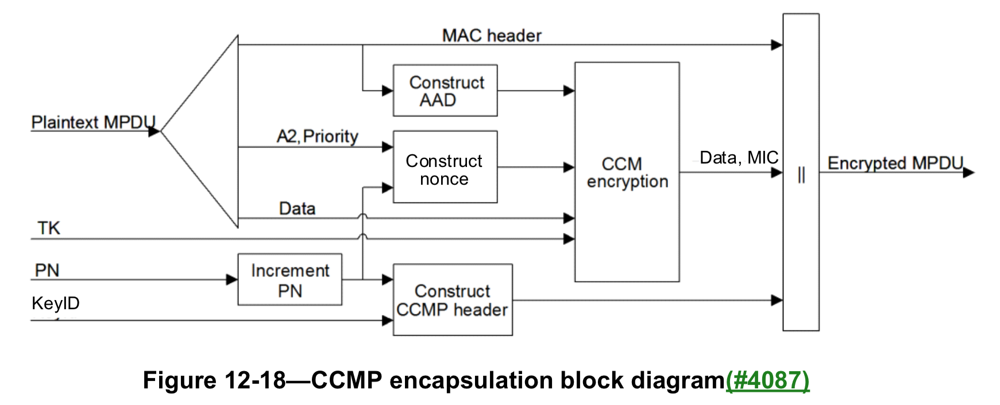 MAC header
Construct
AAD
Plaintext MPDU
A2, Priority
Construct
nonce
CCM
encryption
Data, MIC
||
Encrypted MPDU
Data
TK
PN
Increment
PN
KeyID
Construct
CCMP header
Figure 12-18—CCMP encapsulation block diagram(#4087)